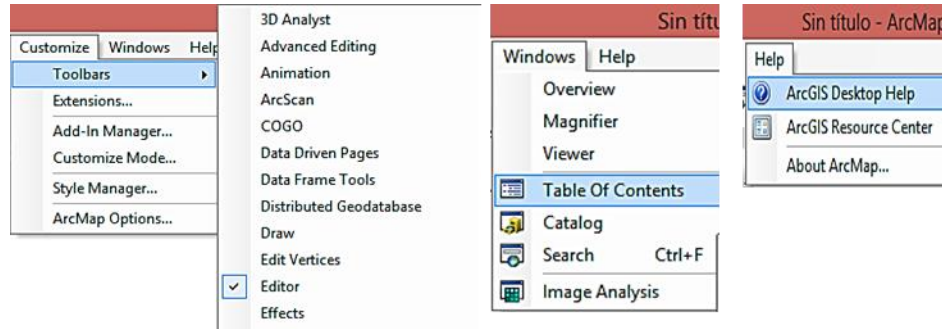 Customize Windows Help
Toolbars
Extensions...
Add-In Manager...
Customize Mode...
Style Manager...
ArcMap Options...
3D Analyst
Advanced Editing
Animation
ArcScan
COGO
Data Driven Pages
Data Frame Tools
Distributed Geodatabase
Draw
Edit Vertices
Editor
Effects
Sin títu
Windows Help
Overview
Magnifier
Viewer
Table Of Contents
Catalog
Search Ctrl+F
Image Analysis
Sin título - ArcMap
Help
ArcGIS Desktop Help
ArcGIS Resource Center
About ArcMap...